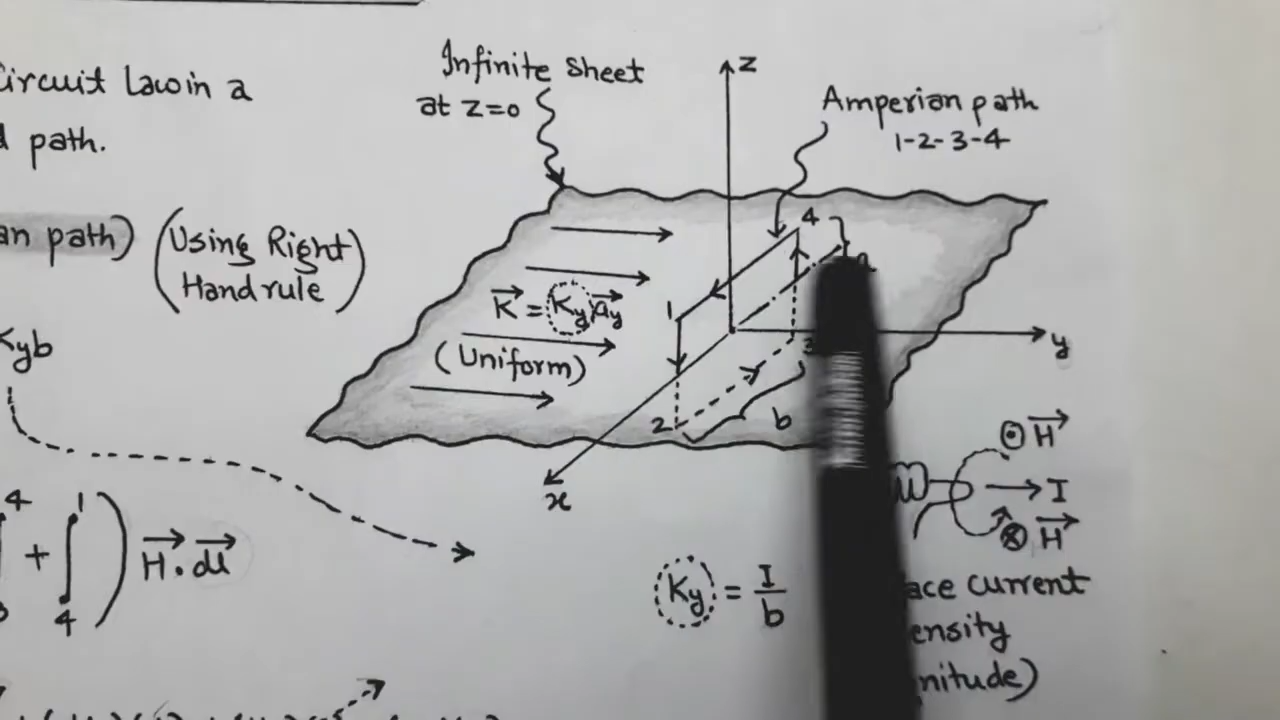 Circuit Law in a
path.
an path) (Using Right
Hand rule)
Kyb
4
1
+ ∫ ) H⃗ . dl⃗
4
Infinite Sheet
at z=0
z
Amperian path
1-2-3-4
4
K⃗ = Ky a⃗y
(Uniform)
1
3
y
2
b
x
⊙ H⃗
→ I
⊗ H⃗
Ky = I/b
ace current
ensity
nitude)